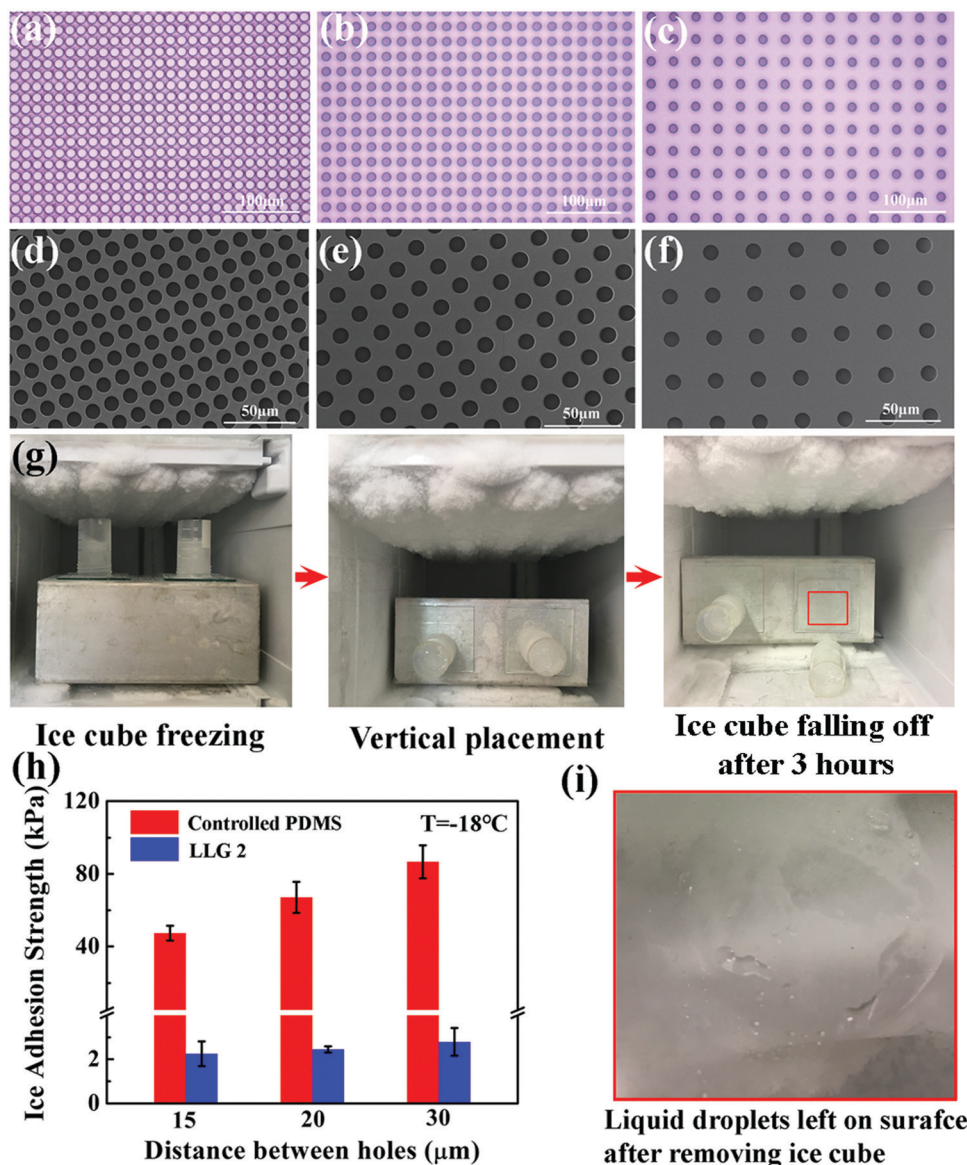 (a)
(b)
(c)
100μm
100μm
100μm
(d)
(e)
(f)
50μm
50μm
50μm
(g)
Ice cube freezing
Vertical placement
Ice cube falling off
after 3 hours
(h)
Ice Adhesion Strength (kPa)
120
80
40
2
0
Controlled PDMS
LLG 2
T=-18℃
15
20
30
Distance between holes (μm)
(i)
Liquid droplets left on surafce
after removing ice cube